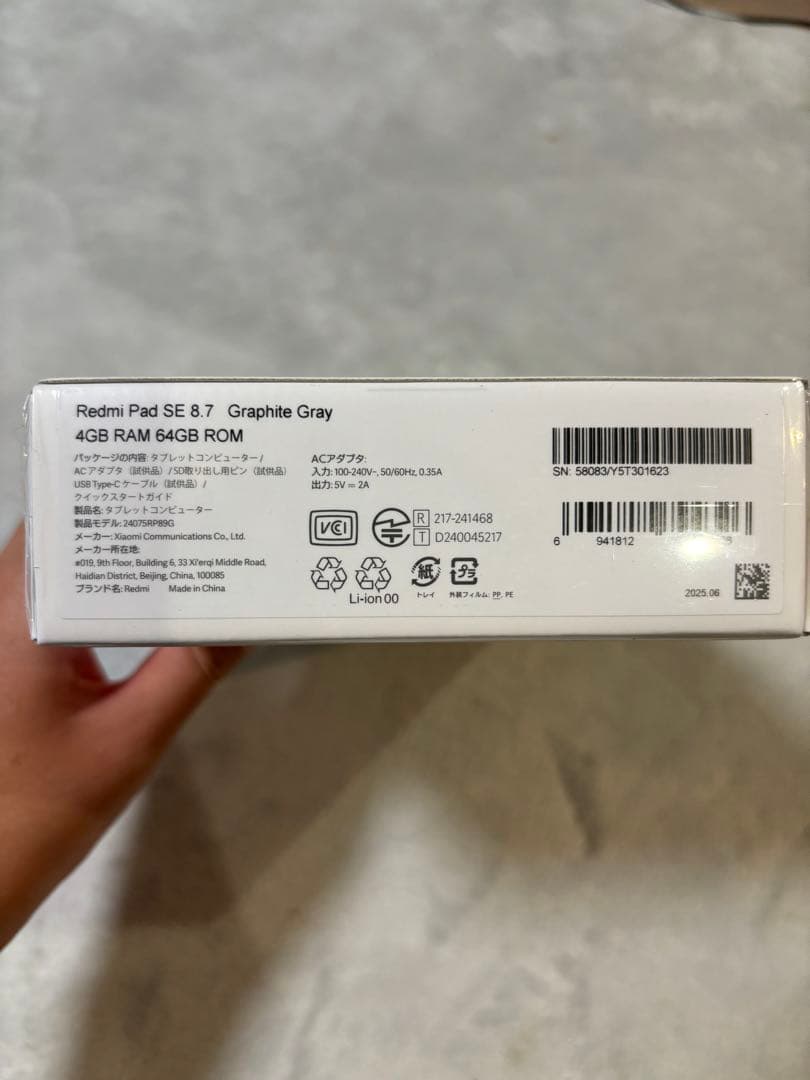 Redmi Pad SE 8.7 Graphite Gray
4GB RAM 64GB ROM
パッケージの内容: タブレットコンピューター /
ACアダプタ（試供品）/ SD取り出し用ピン（試供品）
USB Type-C ケーブル（試供品）/
クイックスタートガイド
製品名: タブレットコンピューター
製品モデル: 24075RP89G
メーカー: Xiaomi Communications Co., Ltd.
メーカー所在地:
#019, 9th Floor, Building 6, 33 Xi'erqi Middle Road,
Haidian District, Beijing, China, 100085
ブランド名: Redmi Made in China
ACアダプタ:
入力: 100-240V~, 50/60Hz, 0.35A
出力: 5V⎓2A
VCCI
R 217-241468
T D240045217
Li-ion 00
紙
トレイ
プラ
外装フィルム: PP, PE
SN: 58083/Y5T301623
6 941812
2025.06